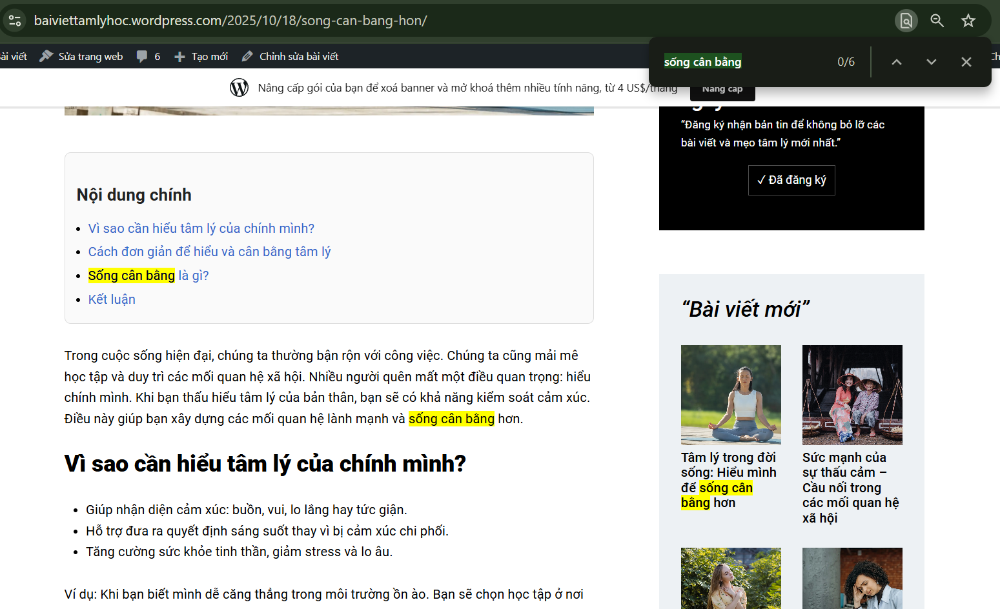 baiviettamlyhoc.wordpress.com/2025/10/18/song-can-bang-hon/
sống cân bằng 0/6
ài viết Sửa trang web 6 Tạo mới Chỉnh sửa bài viết
Nâng cấp gói của bạn để xoá banner và mở khoá thêm nhiều tính năng, từ 4 US$/tháng
Nâng cấp
“Đăng ký nhận bản tin để không bỏ lỡ các
bài viết và mẹo tâm lý mới nhất.”
✓ Đã đăng ký
Nội dung chính
Vì sao cần hiểu tâm lý của chính mình?
Cách đơn giản để hiểu và cân bằng tâm lý
Sống cân bằng là gì?
Kết luận
Trong cuộc sống hiện đại, chúng ta thường bận rộn với công việc. Chúng ta cũng mải mê
học tập và duy trì các mối quan hệ xã hội. Nhiều người quên mất một điều quan trọng: hiểu
chính mình. Khi bạn thấu hiểu tâm lý của bản thân, bạn sẽ có khả năng kiểm soát cảm xúc.
Điều này giúp bạn xây dựng các mối quan hệ lành mạnh và sống cân bằng hơn.
Vì sao cần hiểu tâm lý của chính mình?
Giúp nhận diện cảm xúc: buồn, vui, lo lắng hay tức giận.
Hỗ trợ đưa ra quyết định sáng suốt thay vì bị cảm xúc chi phối.
Tăng cường sức khỏe tinh thần, giảm stress và lo âu.
Ví dụ: Khi bạn biết mình dễ căng thẳng trong môi trường ồn ào. Bạn sẽ chọn học tập ở nơi
“Bài viết mới”
Tâm lý trong đời
sống: Hiểu mình
để sống cân
bằng hơn
Sức mạnh của
sự thấu cảm –
Cầu nối trong
các mối quan hệ
xã hội